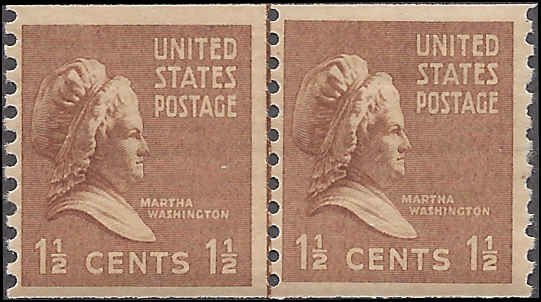 UNITED
STATES
POSTAGE
MARTHA
WASHINGTON
1½ CENTS 1½
UNITED
STATES
POSTAGE
MARTHA
WASHINGTON
1½ CENTS 1½